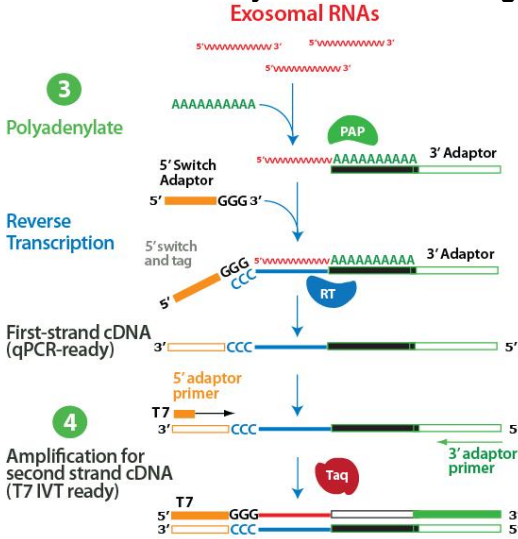 Exosomal RNAs
5' 3'
5' 3'
5' 3'
3
AAAAAAAAAA
Polyadenylate
PAP
5' AAAAAAAAAA 3' Adaptor
5' Switch
Adaptor
5' GGG 3'
Reverse
Transcription
5' switch
and tag
GGG 5' AAAAAAAAAA 3' Adaptor
CCC
5'
RT
First-strand cDNA
(qPCR-ready)
3' CCC 5'
5' adaptor
primer
T7
4
3' CCC 5
Amplification for
second strand cDNA
(T7 IVT ready)
3' adaptor
primer
Taq
T7
5' GGG 3
3' CCC 5